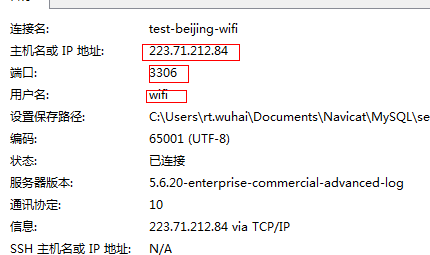 连接名: test-beijing-wifi
主机名或 IP 地址: 223.71.212.84
端口: 3306
用户名: wifi
设置保存路径: C:\Users\rt.wuhai\Documents\Navicat\MySQL\se
编码: 65001 (UTF-8)
状态: 已连接
服务器版本: 5.6.20-enterprise-commercial-advanced-log
通讯协定: 10
信息: 223.71.212.84 via TCP/IP
SSH 主机名或 IP 地址: N/A